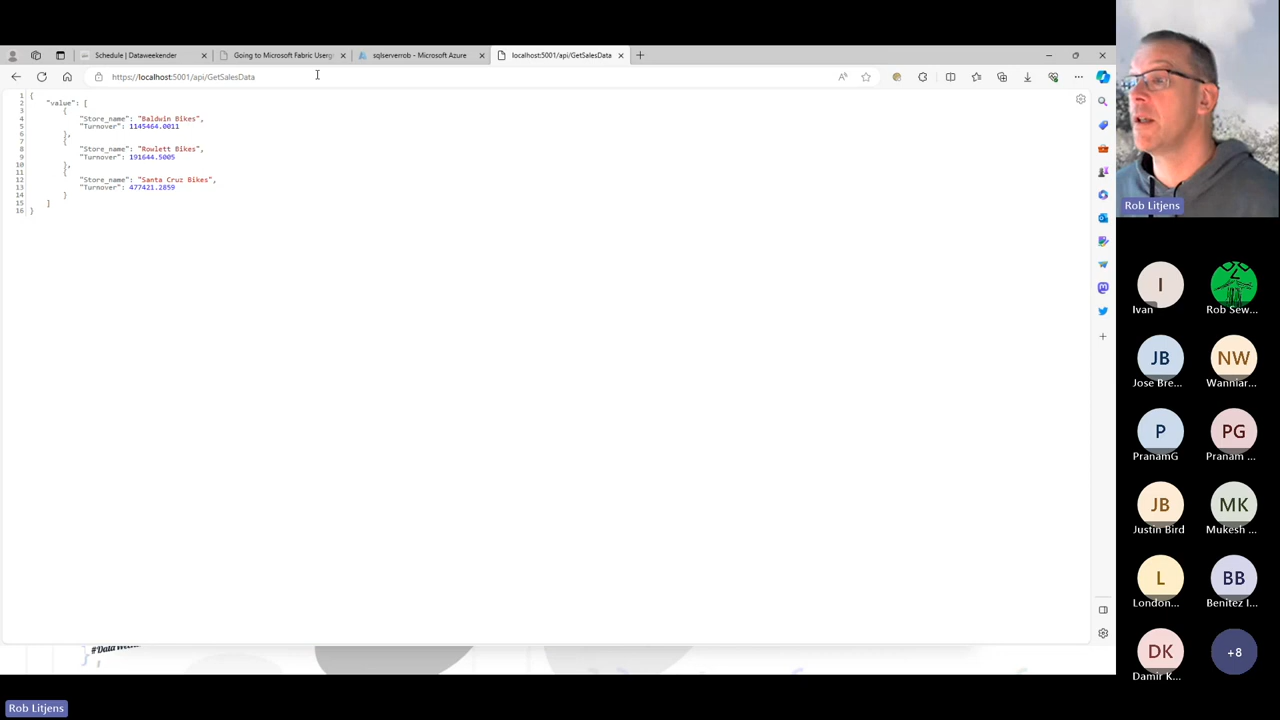 Schedule | Dataweekender
Going to Microsoft Fabric Userg
sqlserverrob - Microsoft Azure
localhost:5001/api/GetSalesData
https://localhost:5001/api/GetSalesData
1 {
2 "value": [
3 {
4 "Store_name": "Baldwin Bikes",
5 "Turnover": 1145464.0011
6 },
7 {
8 "Store_name": "Rowlett Bikes",
9 "Turnover": 191644.5005
10 },
11 {
12 "Store_name": "Santa Cruz Bikes",
13 "Turnover": 477421.2859
14 }
15 ]
16 }
Rob Litjens
I
Ivan
Rob Sew...
JB
Jose Bre...
NW
Wanniar...
P
PranamG
PG
Pranam ...
JB
Justin Bird
MK
Mukesh ...
L
London...
BB
Benitez I...
DK
Damir K...
+8
Rob Litjens